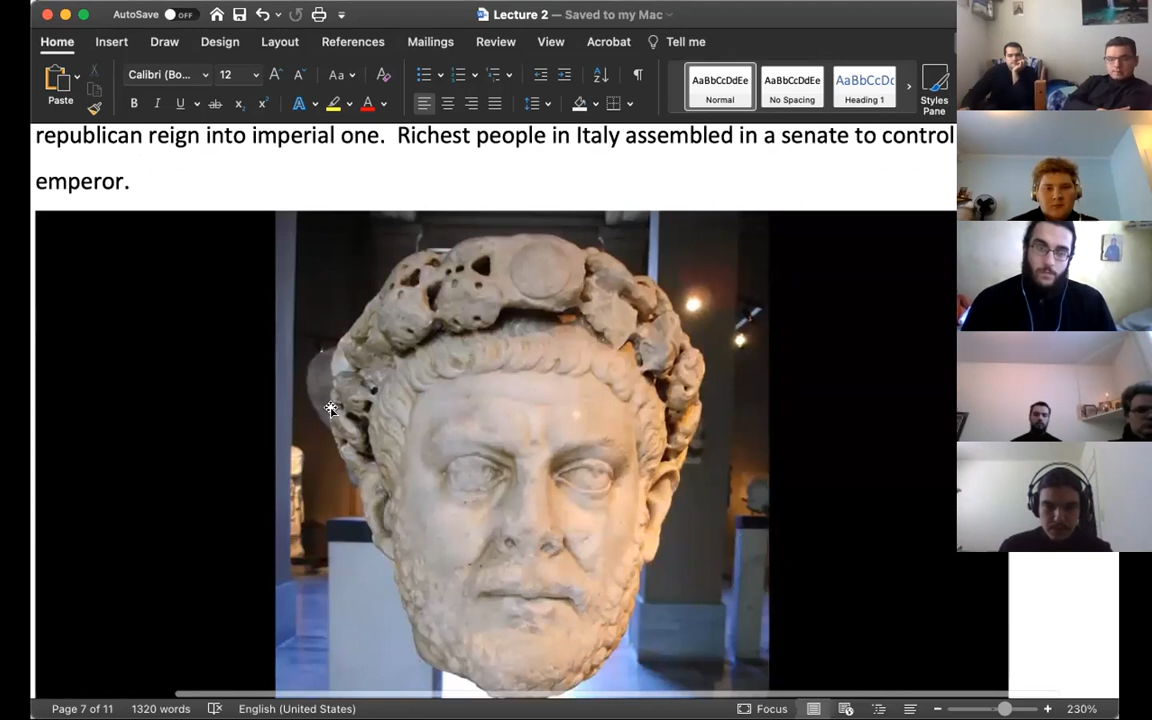 AutoSave OFF
Lecture 2 — Saved to my Mac
Home Insert Draw Design Layout References Mailings Review View Acrobat Tell me
Paste
Calibri (Bo... 12
AaBbCcDdEe AaBbCcDdEe AaBbCcDc
Normal No Spacing Heading 1
Styles
Pane
republican reign into imperial one. Richest people in Italy assembled in a senate to control
emperor.
Page 7 of 11 1320 words English (United States) Focus 230%